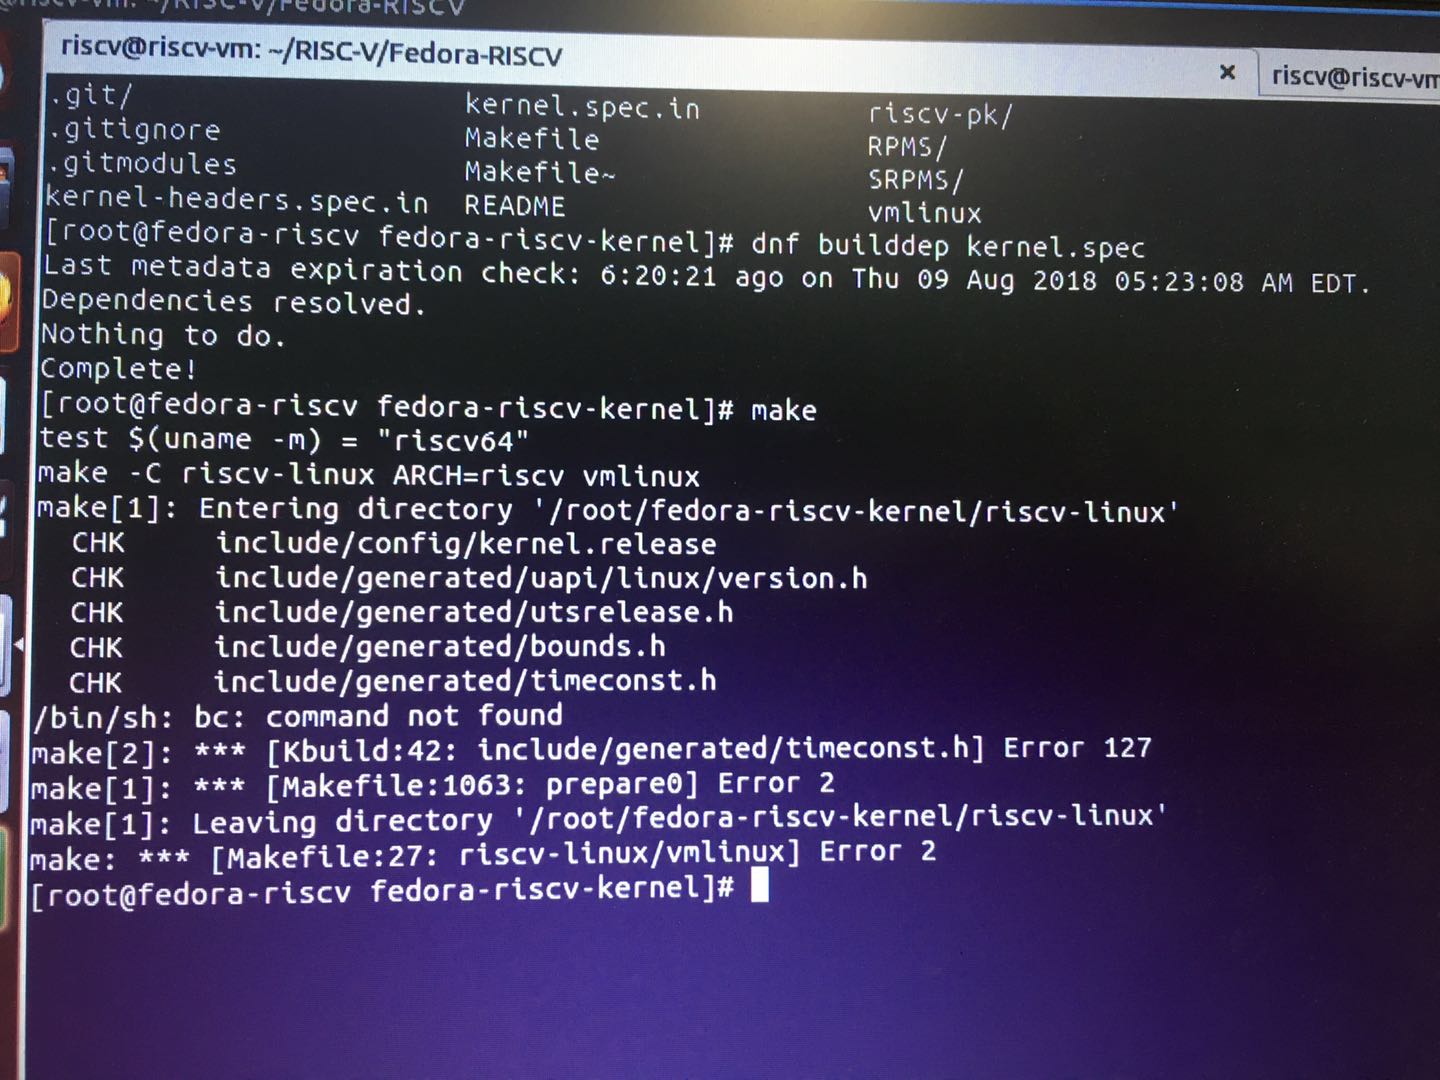 riscv-vm: ~/RISC-V/Fedora-RISCV
riscv@riscv-vm: ~/RISC-V/Fedora-RISCV × riscv@riscv-vm
.git/ kernel.spec.in riscv-pk/
.gitignore Makefile RPMS/
.gitmodules Makefile~ SRPMS/
kernel-headers.spec.in README vmlinux
[root@fedora-riscv fedora-riscv-kernel]# dnf builddep kernel.spec
Last metadata expiration check: 6:20:21 ago on Thu 09 Aug 2018 05:23:08 AM EDT.
Dependencies resolved.
Nothing to do.
Complete!
[root@fedora-riscv fedora-riscv-kernel]# make
test $(uname -m) = "riscv64"
make -C riscv-linux ARCH=riscv vmlinux
make[1]: Entering directory '/root/fedora-riscv-kernel/riscv-linux'
CHK include/config/kernel.release
CHK include/generated/uapi/linux/version.h
CHK include/generated/utsrelease.h
CHK include/generated/bounds.h
CHK include/generated/timeconst.h
/bin/sh: bc: command not found
make[2]: *** [Kbuild:42: include/generated/timeconst.h] Error 127
make[1]: *** [Makefile:1063: prepare0] Error 2
make[1]: Leaving directory '/root/fedora-riscv-kernel/riscv-linux'
make: *** [Makefile:27: riscv-linux/vmlinux] Error 2
[root@fedora-riscv fedora-riscv-kernel]#